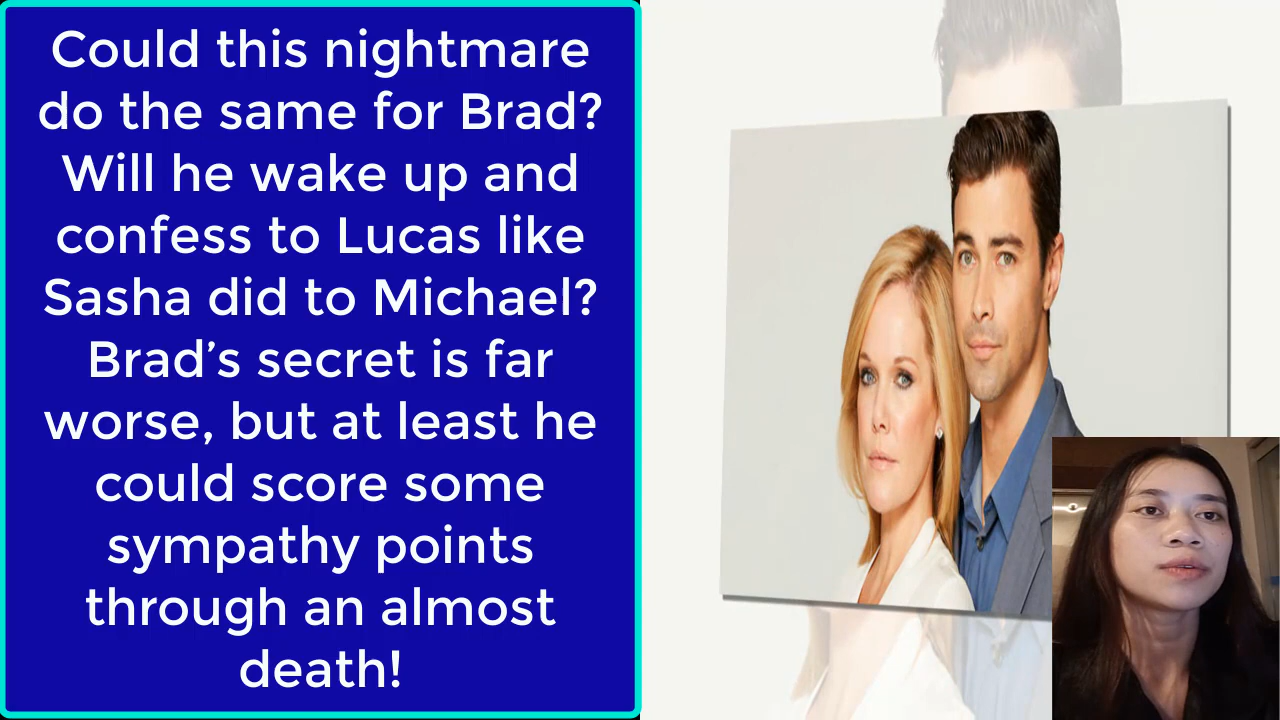 Could this nightmare
do the same for Brad?
Will he wake up and
confess to Lucas like
Sasha did to Michael?
Brad’s secret is far
worse, but at least he
could score some
sympathy points
through an almost
death!